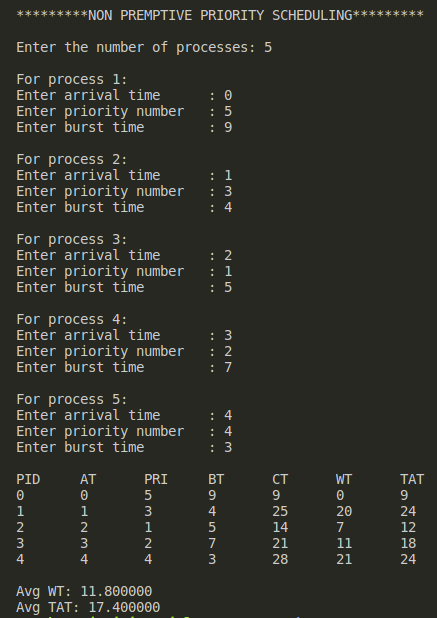 *********NON PREMPTIVE PRIORITY SCHEDULING*********
Enter the number of processes: 5
For process 1:
Enter arrival time      : 0
Enter priority number   : 5
Enter burst time        : 9
For process 2:
Enter arrival time      : 1
Enter priority number   : 3
Enter burst time        : 4
For process 3:
Enter arrival time      : 2
Enter priority number   : 1
Enter burst time        : 5
For process 4:
Enter arrival time      : 3
Enter priority number   : 2
Enter burst time        : 7
For process 5:
Enter arrival time      : 4
Enter priority number   : 4
Enter burst time        : 3
PID     AT      PRI     BT      CT      WT      TAT
0       0       5       9       9       0       9
1       1       3       4       25      20      24
2       2       1       5       14      7       12
3       3       2       7       21      11      18
4       4       4       3       28      21      24
Avg WT: 11.800000
Avg TAT: 17.400000